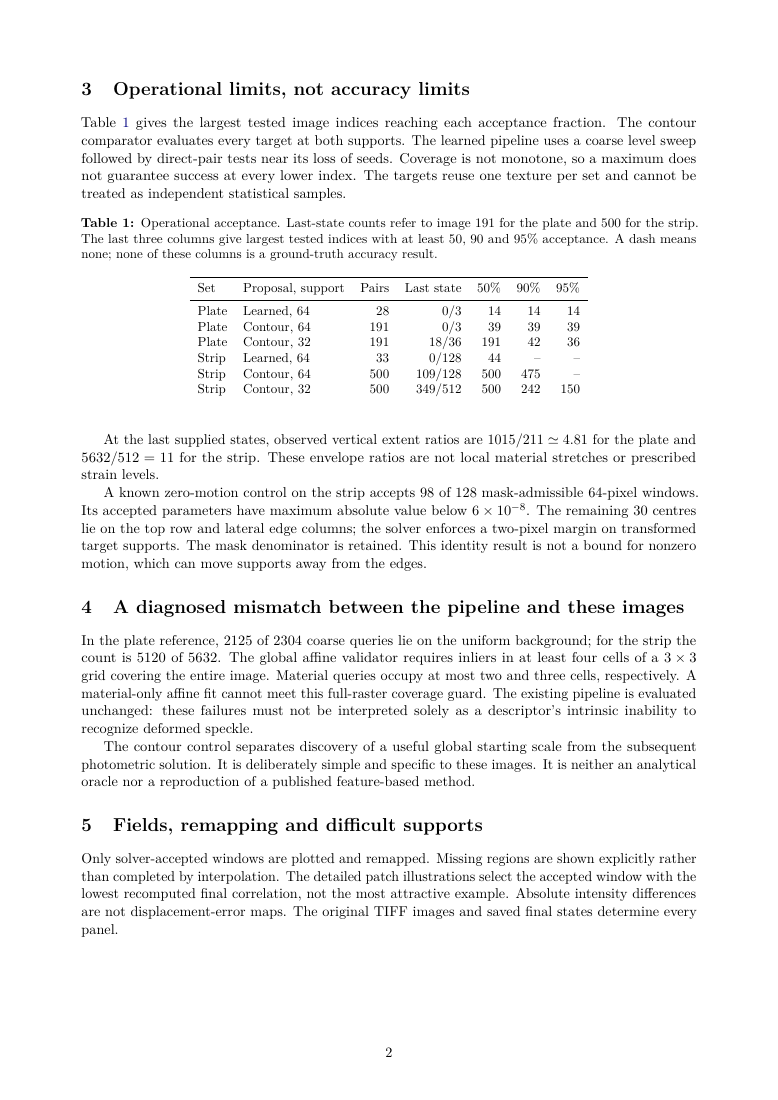 3 Operational limits, not accuracy limits
Table 1 gives the largest tested image indices reaching each acceptance fraction. The contour
comparator evaluates every target at both supports. The learned pipeline uses a coarse level sweep
followed by direct-pair tests near its loss of seeds. Coverage is not monotone, so a maximum does
not guarantee success at every lower index. The targets reuse one texture per set and cannot be
treated as independent statistical samples.
Table 1: Operational acceptance. Last-state counts refer to image 191 for the plate and 500 for the strip.
The last three columns give largest tested indices with at least 50, 90 and 95% acceptance. A dash means
none; none of these columns is a ground-truth accuracy result.
Set Proposal, support Pairs Last state 50% 90% 95%
Plate Learned, 64 28 0/3 14 14 14
Plate Contour, 64 191 0/3 39 39 39
Plate Contour, 32 191 18/36 191 42 36
Strip Learned, 64 33 0/128 44 – –
Strip Contour, 64 500 109/128 500 475 –
Strip Contour, 32 500 349/512 500 242 150
At the last supplied states, observed vertical extent ratios are 1015/211 ≃ 4.81 for the plate and
5632/512 = 11 for the strip. These envelope ratios are not local material stretches or prescribed
strain levels.
A known zero-motion control on the strip accepts 98 of 128 mask-admissible 64-pixel windows.
Its accepted parameters have maximum absolute value below 6 × 10⁻⁸. The remaining 30 centres
lie on the top row and lateral edge columns; the solver enforces a two-pixel margin on transformed
target supports. The mask denominator is retained. This identity result is not a bound for nonzero
motion, which can move supports away from the edges.
4 A diagnosed mismatch between the pipeline and these images
In the plate reference, 2125 of 2304 coarse queries lie on the uniform background; for the strip the
count is 5120 of 5632. The global affine validator requires inliers in at least four cells of a 3 × 3
grid covering the entire image. Material queries occupy at most two and three cells, respectively. A
material-only affine fit cannot meet this full-raster coverage guard. The existing pipeline is evaluated
unchanged: these failures must not be interpreted solely as a descriptor's intrinsic inability to
recognize deformed speckle.
The contour control separates discovery of a useful global starting scale from the subsequent
photometric solution. It is deliberately simple and specific to these images. It is neither an analytical
oracle nor a reproduction of a published feature-based method.
5 Fields, remapping and difficult supports
Only solver-accepted windows are plotted and remapped. Missing regions are shown explicitly rather
than completed by interpolation. The detailed patch illustrations select the accepted window with the
lowest recomputed final correlation, not the most attractive example. Absolute intensity differences
are not displacement-error maps. The original TIFF images and saved final states determine every
panel.
2